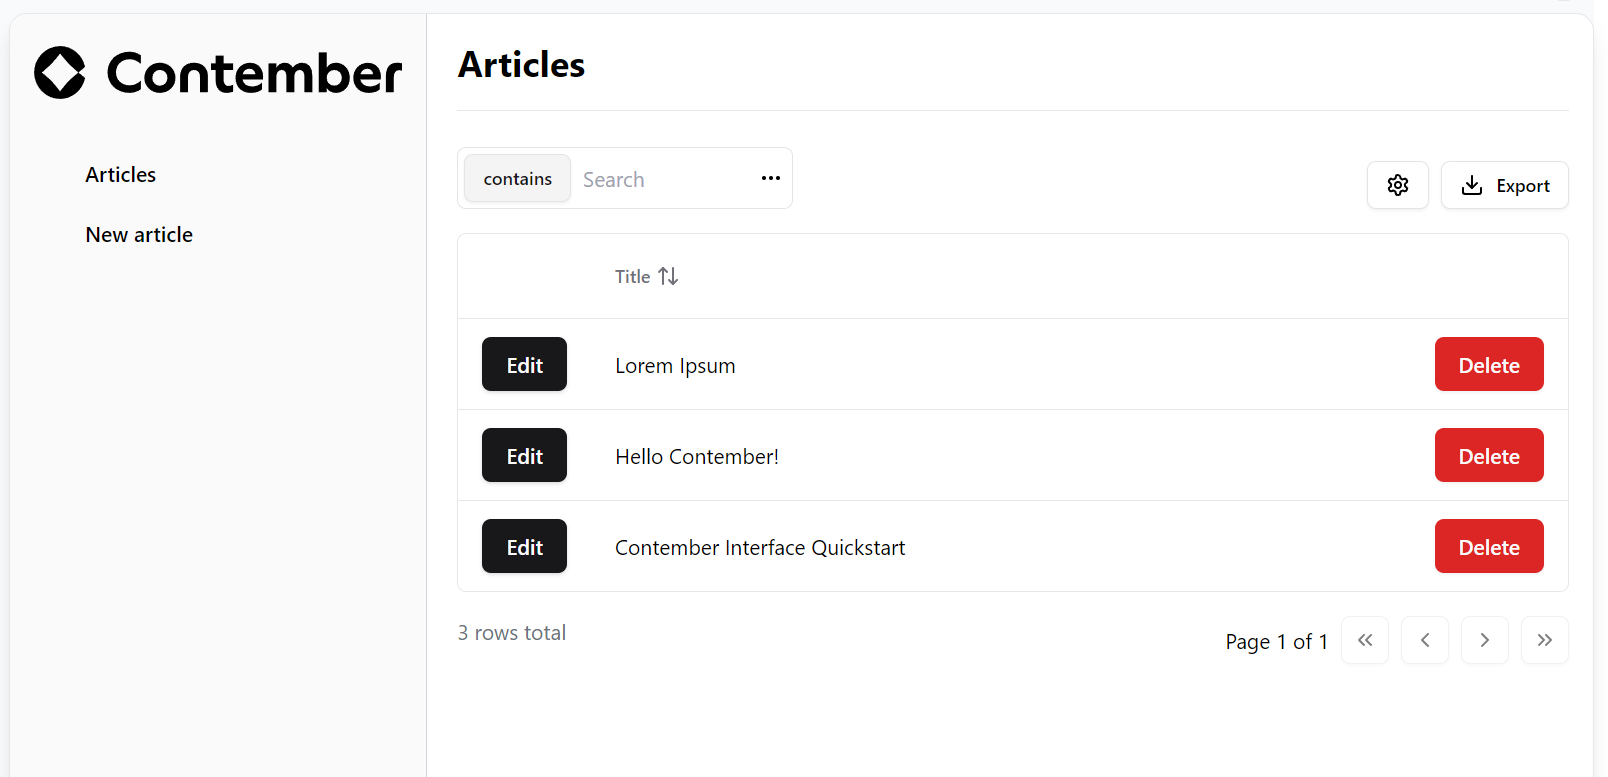 Contember
Articles
New article
Articles
contains Search
Export
Title
Edit Lorem Ipsum Delete
Edit Hello Contember! Delete
Edit Contember Interface Quickstart Delete
3 rows total
Page 1 of 1